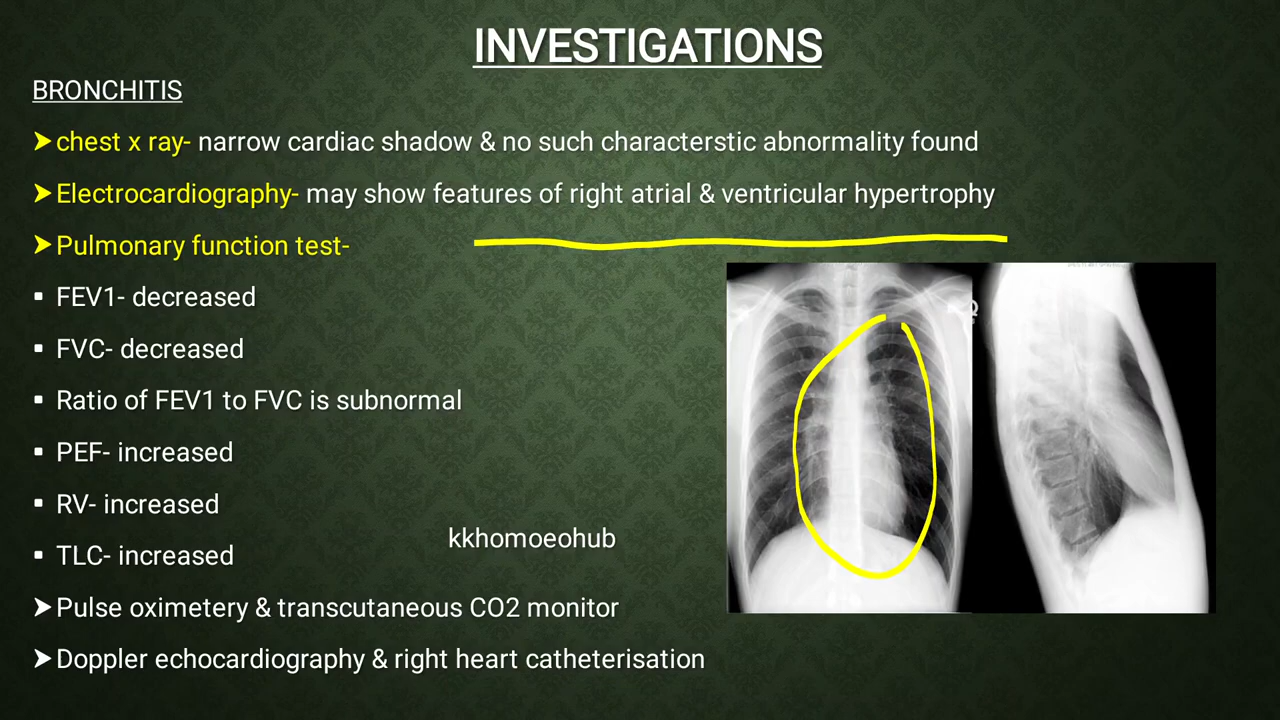 INVESTIGATIONS
BRONCHITIS
➤chest x ray- narrow cardiac shadow & no such characterstic abnormality found
➤Electrocardiography- may show features of right atrial & ventricular hypertrophy
➤Pulmonary function test-
▪ FEV1- decreased
▪ FVC- decreased
▪ Ratio of FEV1 to FVC is subnormal
▪ PEF- increased
▪ RV- increased
kkhomoeohub
▪ TLC- increased
➤Pulse oximetery & transcutaneous CO2 monitor
➤Doppler echocardiography & right heart catheterisation